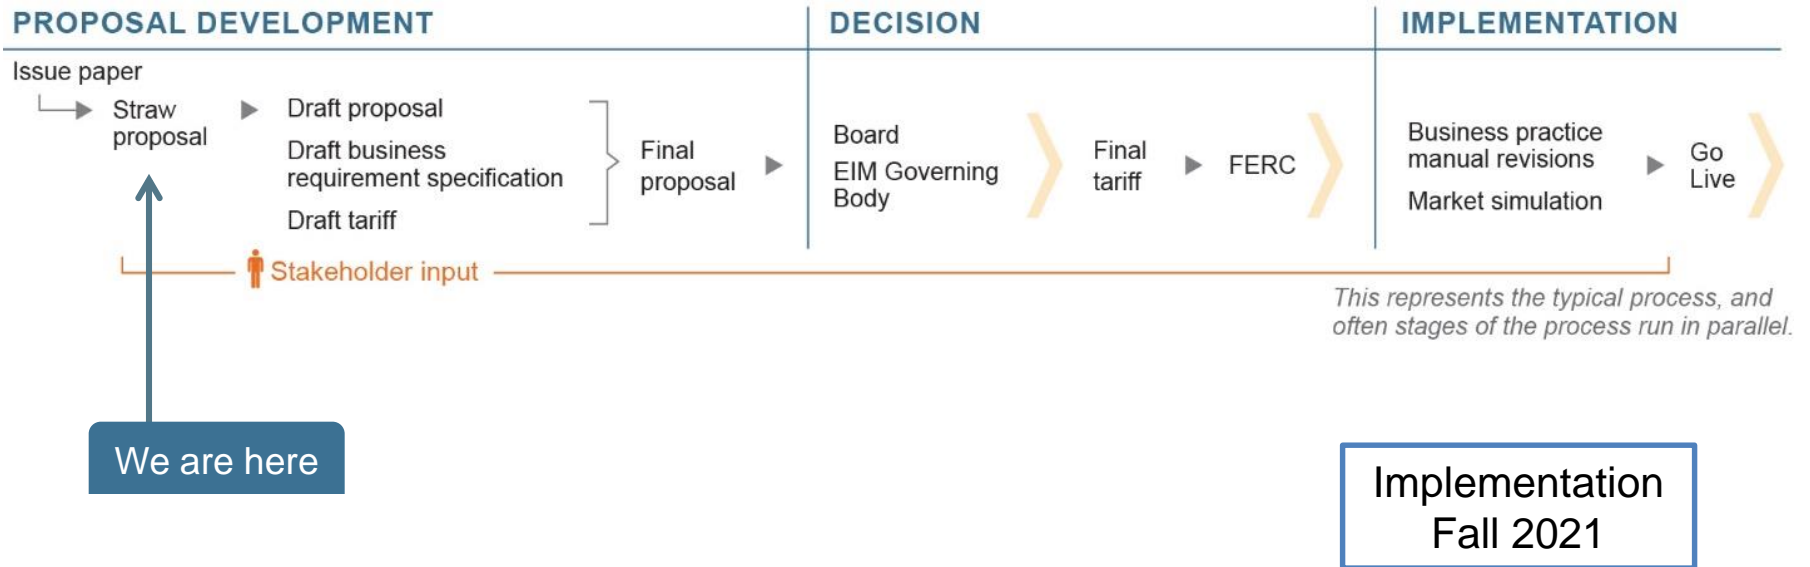 PROPOSAL DEVELOPMENT
DECISION
IMPLEMENTATION
Issue paper
Straw
proposal
Draft proposal
Draft business
requirement specification
Draft tariff
Final
proposal
Board
EIM Governing
Body
Final
tariff
FERC
Business practice
manual revisions
Market simulation
Go
Live
Stakeholder input
This represents the typical process, and
often stages of the process run in parallel.
We are here
Implementation
Fall 2021